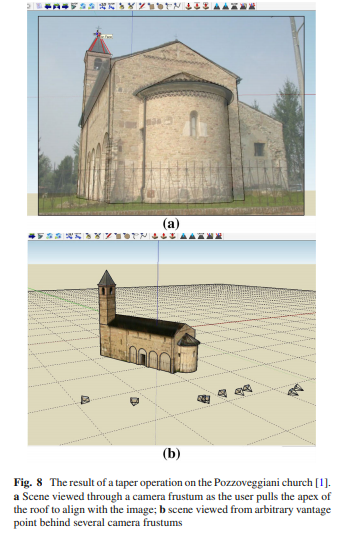 (a)
(b)
Fig. 8 The result of a taper operation on the Pozzoveggiani church [1].
a Scene viewed through a camera frustum as the user pulls the apex of
the roof to align with the image; b scene viewed from arbitrary vantage
point behind several camera frustums